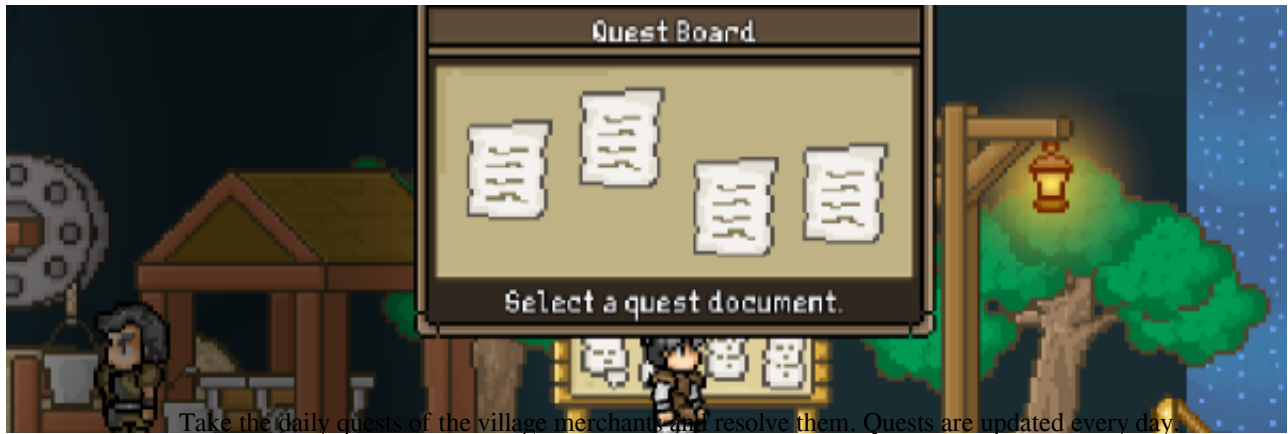 Quest Board
Select a quest document.
Take the daily quests of the village merchants and resolve them. Quests are updated every day.